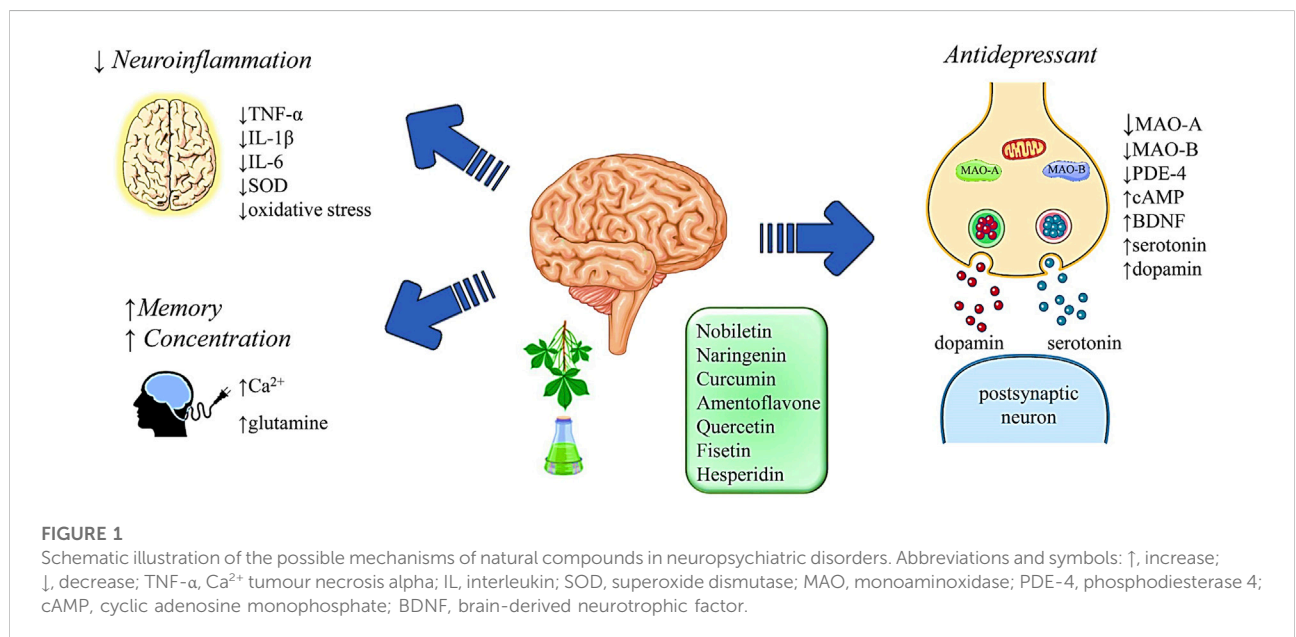 ↓ Neuroinflammation
↓TNF-α
↓IL-1β
↓IL-6
↓SOD
↓oxidative stress
↑Memory
↑ Concentration
↑Ca²⁺
↑glutamine
Nobiletin
Naringenin
Curcumin
Amentoflavone
Quercetin
Fisetin
Hesperidin
Antidepressant
MAO-A
MAO-B
↓MAO-A
↓MAO-B
↓PDE-4
↑cAMP
↑BDNF
↑serotonin
↑dopamin
dopamin
serotonin
postsynaptic
neuron
FIGURE 1
Schematic illustration of the possible mechanisms of natural compounds in neuropsychiatric disorders. Abbreviations and symbols: ↑, increase;
↓, decrease; TNF-α, Ca²⁺ tumour necrosis alpha; IL, interleukin; SOD, superoxide dismutase; MAO, monoaminoxidase; PDE-4, phosphodiesterase 4;
cAMP, cyclic adenosine monophosphate; BDNF, brain-derived neurotrophic factor.